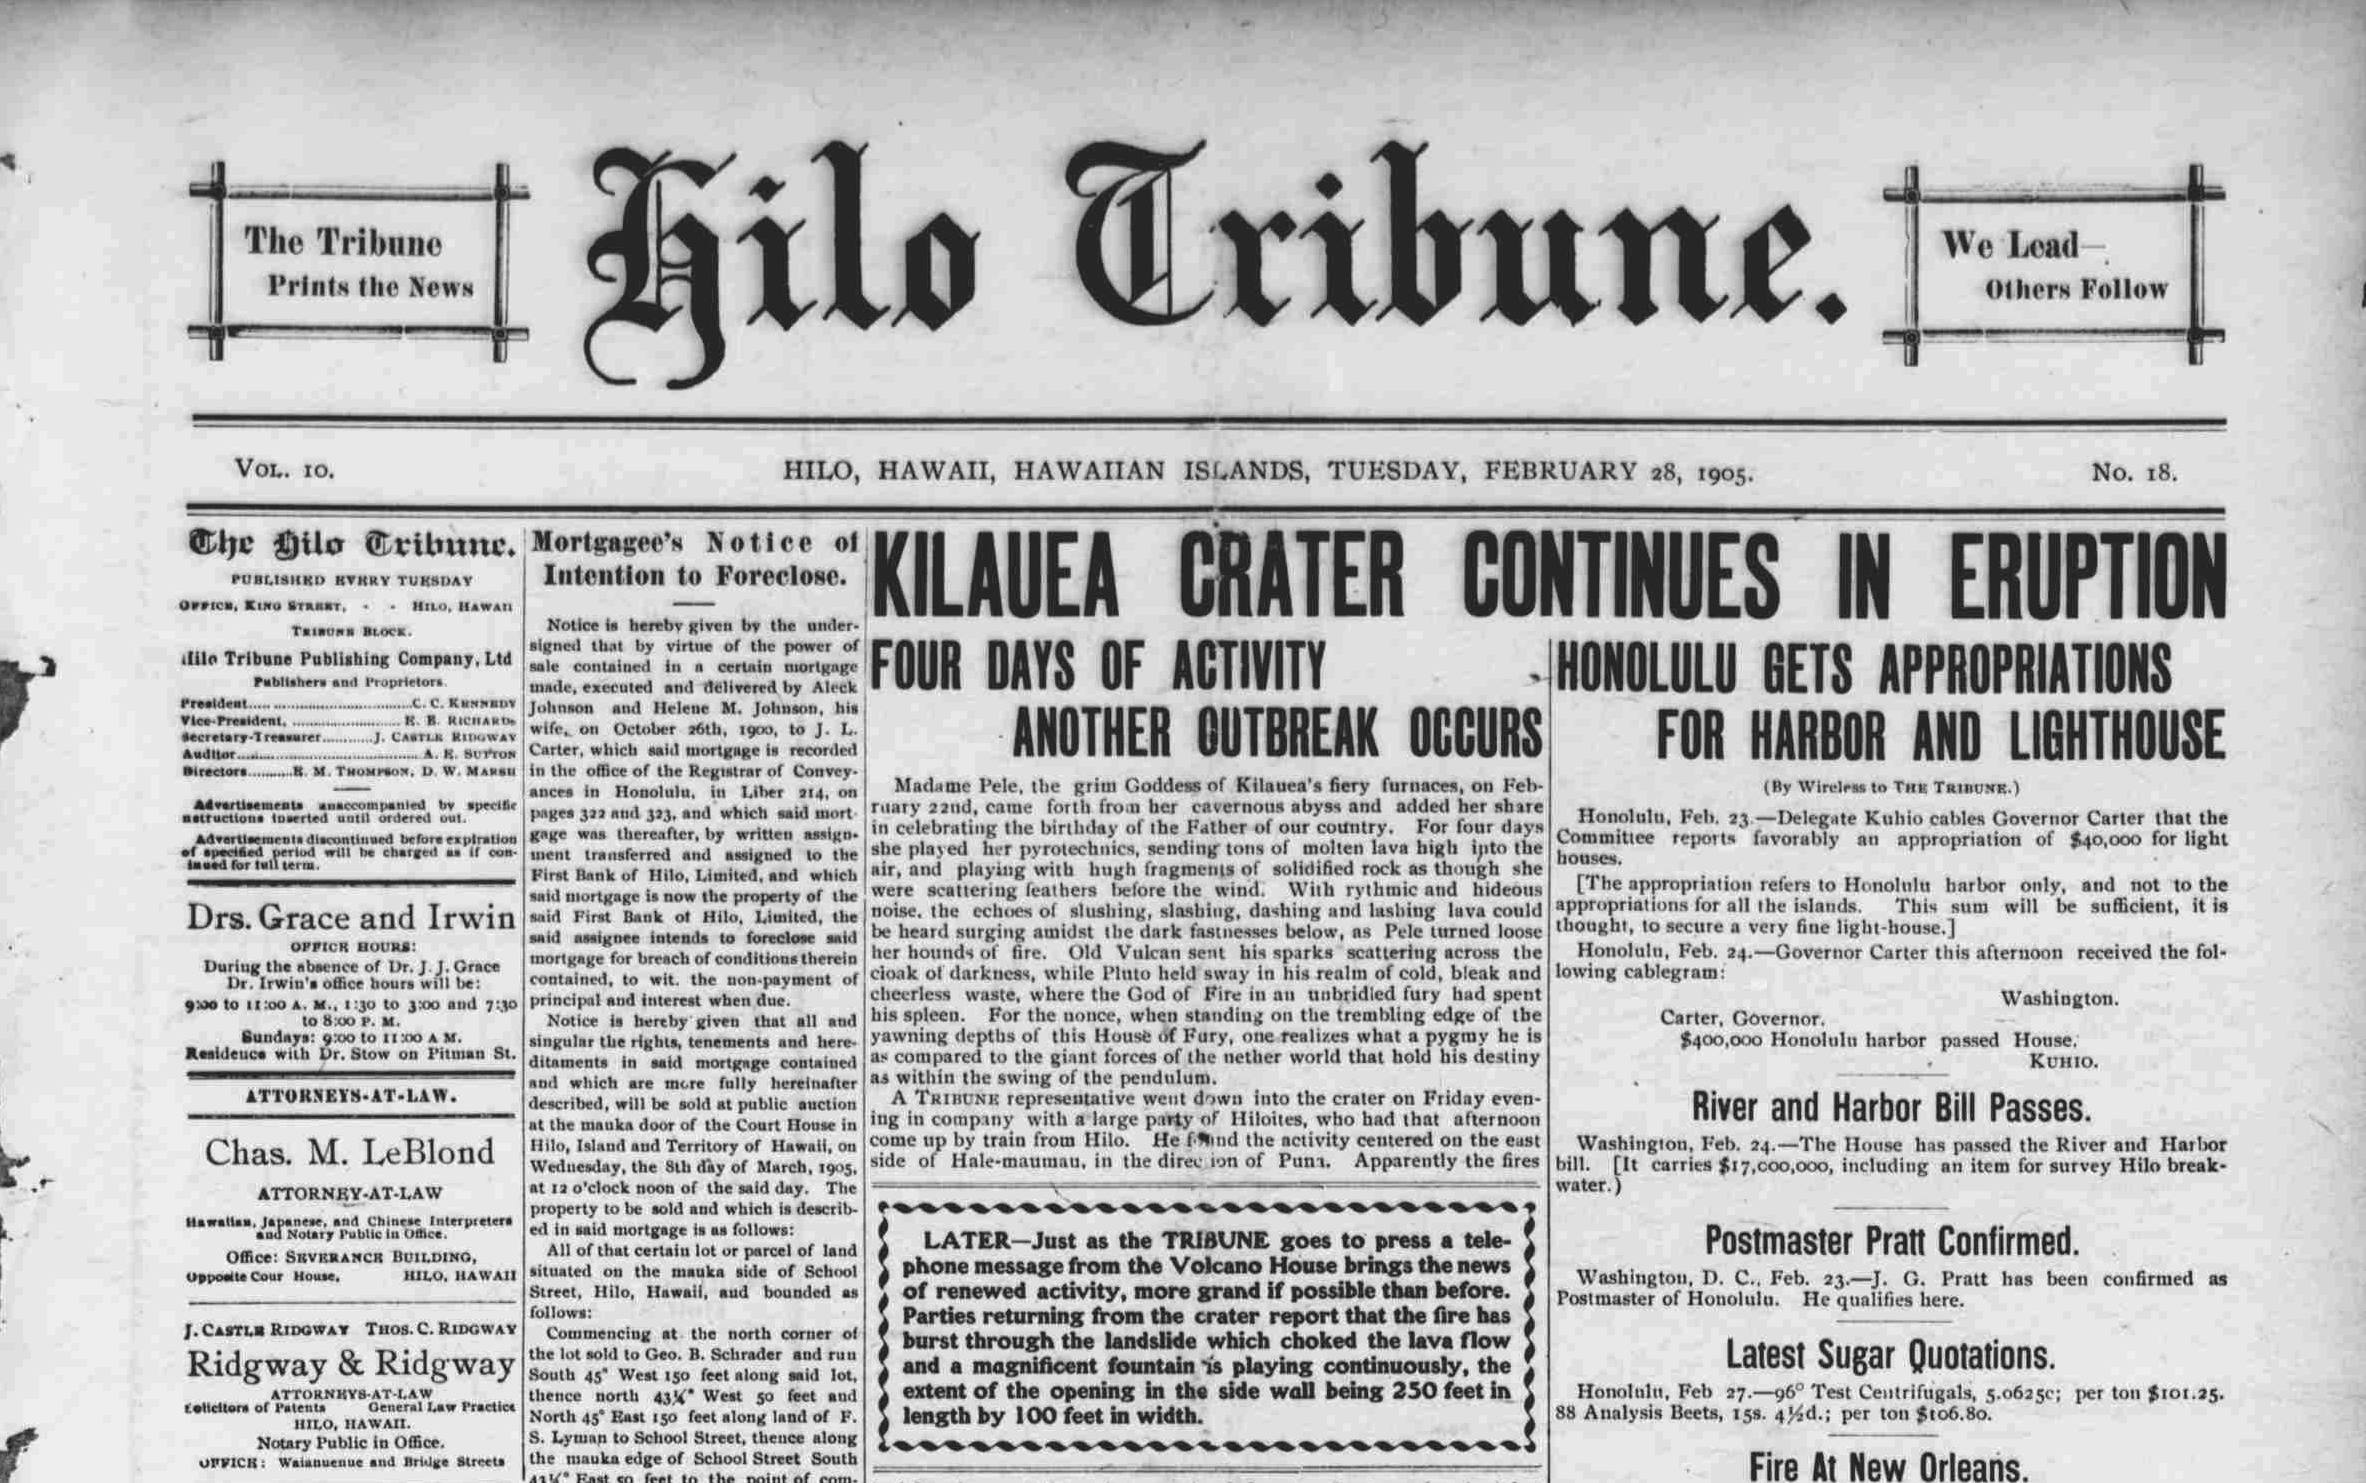 The Tribune
Prints the News
Hilo Tribune.
We Lead—
Others Follow
VOL. 10.
HILO, HAWAII, HAWAIIAN ISLANDS, TUESDAY, FEBRUARY 28, 1905.
No. 18.
The Hilo Tribune.
PUBLISHED EVERY TUESDAY
OFFICE, KING STREET, - - HILO, HAWAII
TRIBUNE BLOCK.
Hilo Tribune Publishing Company, Ltd
Publishers and Proprietors.
President.....C. C. KENNEDY
Vice-President,.....E. E. RICHARDS
Secretary-Treasurer.....J. CASTLE RIDGWAY
Auditor.....A. E. SUTTON
Directors.....R. M. THOMPSON, D. W. MARSH
Advertisements unaccompanied by specific
nstructions inserted until ordered out.
Advertisements discontinued before expiration
of specified period will be charged as if con-
tinued for full term.
Drs. Grace and Irwin
OFFICE HOURS:
During the absence of Dr. J. J. Grace
Dr. Irwin's office hours will be:
9:00 to 11:00 A. M., 1:30 to 3:00 and 7:30
to 8:00 P. M.
Sundays: 9:00 to 11:00 A M.
Residence with Dr. Stow on Pitman St.
ATTORNEYS-AT-LAW.
Chas. M. LeBlond
ATTORNEY-AT-LAW
Hawaiian, Japanese, and Chinese Interpreters
and Notary Public in Office.
Office: SEVERANCE BUILDING,
Opposite Cour House, HILO, HAWAII
J. CASTLE RIDGWAY THOS. C. RIDGWAY
Ridgway & Ridgway
ATTORNEYS-AT-LAW
Solicitors of Patents General Law Practice
HILO, HAWAII.
Notary Public in Office.
OFFICE: Waianuenue and Bridge Streets
Mortgagee's Notice of
Intention to Foreclose.
Notice is hereby given by the under-
signed that by virtue of the power of
sale contained in a certain mortgage
made, executed and delivered by Aleck
Johnson and Helene M. Johnson, his
wife, on October 26th, 1900, to J. L.
Carter, which said mortgage is recorded
in the office of the Registrar of Convey-
ances in Honolulu, in Liber 214, on
pages 322 and 323, and which said mort
gage was thereafter, by written assign-
ment transferred and assigned to the
First Bank of Hilo, Limited, and which
said mortgage is now the property of the
said First Bank of Hilo, Limited, the
said assignee intends to foreclose said
mortgage for breach of conditions therein
contained, to wit. the non-payment of
principal and interest when due.
Notice is hereby given that all and
singular the rights, tenements and here-
ditaments in said mortgage contained
and which are more fully hereinafter
described, will be sold at public auction
at the mauka door of the Court House in
Hilo, Island and Territory of Hawaii, on
Wednesday, the 8th day of March, 1905,
at 12 o'clock noon of the said day. The
property to be sold and which is describ-
ed in said mortgage is as follows:
All of that certain lot or parcel of land
situated on the mauka side of School
Street, Hilo, Hawaii, and bounded as
follows:
Commencing at the north corner of
the lot sold to Geo. B. Schrader and run
South 45° West 150 feet along said lot,
thence north 43¼° West 50 feet and
North 45° East 150 feet along land of F.
S. Lyman to School Street, thence along
the mauka edge of School Street South
43¼° East 50 feet to the point of com-
KILAUEA CRATER CONTINUES IN ERUPTION
FOUR DAYS OF ACTIVITY
ANOTHER OUTBREAK OCCURS
Madame Pele, the grim Goddess of Kilauea's fiery furnaces, on Feb-
ruary 22nd, came forth from her cavernous abyss and added her share
in celebrating the birthday of the Father of our country. For four days
she played her pyrotechnics, sending tons of molten lava high into the
air, and playing with hugh fragments of solidified rock as though she
were scattering feathers before the wind. With rythmic and hideous
noise, the echoes of slushing, slashing, dashing and lashing lava could
be heard surging amidst the dark fastnesses below, as Pele turned loose
her hounds of fire. Old Vulcan sent his sparks scattering across the
cloak of darkness, while Pluto held sway in his realm of cold, bleak and
cheerless waste, where the God of Fire in an unbridled fury had spent
his spleen. For the nonce, when standing on the trembling edge of the
yawning depths of this House of Fury, one realizes what a pygmy he is
as compared to the giant forces of the nether world that hold his destiny
as within the swing of the pendulum.
A TRIBUNE representative went down into the crater on Friday even-
ing in company with a large party of Hiloites, who had that afternoon
come up by train from Hilo. He found the activity centered on the east
side of Hale-maumau, in the direction of Puna. Apparently the fires
LATER—Just as the TRIBUNE goes to press a tele-
phone message from the Volcano House brings the news
of renewed activity, more grand if possible than before.
Parties returning from the crater report that the fire has
burst through the landslide which choked the lava flow
and a magnificent fountain is playing continuously, the
extent of the opening in the side wall being 250 feet in
length by 100 feet in width.
HONOLULU GETS APPROPRIATIONS
FOR HARBOR AND LIGHTHOUSE
(By Wireless to THE TRIBUNE.)
Honolulu, Feb. 23.—Delegate Kuhio cables Governor Carter that the
Committee reports favorably an appropriation of $40,000 for light
houses.
[The appropriation refers to Honolulu harbor only, and not to the
appropriations for all the islands. This sum will be sufficient, it is
thought, to secure a very fine light-house.]
Honolulu, Feb. 24.—Governor Carter this afternoon received the fol-
lowing cablegram:
Washington.
Carter, Governor.
$400,000 Honolulu harbor passed House.
KUHIO.
River and Harbor Bill Passes.
Washington, Feb. 24.—The House has passed the River and Harbor
bill. [It carries $17,000,000, including an item for survey Hilo break-
water.)
Postmaster Pratt Confirmed.
Washington, D. C., Feb. 23.—J. G. Pratt has been confirmed as
Postmaster of Honolulu. He qualifies here.
Latest Sugar Quotations.
Honolulu, Feb 27.—96° Test Centrifugals, 5.0625c; per ton $101.25.
88 Analysis Beets, 15s. 4½d.; per ton $106.80.
Fire At New Orleans.